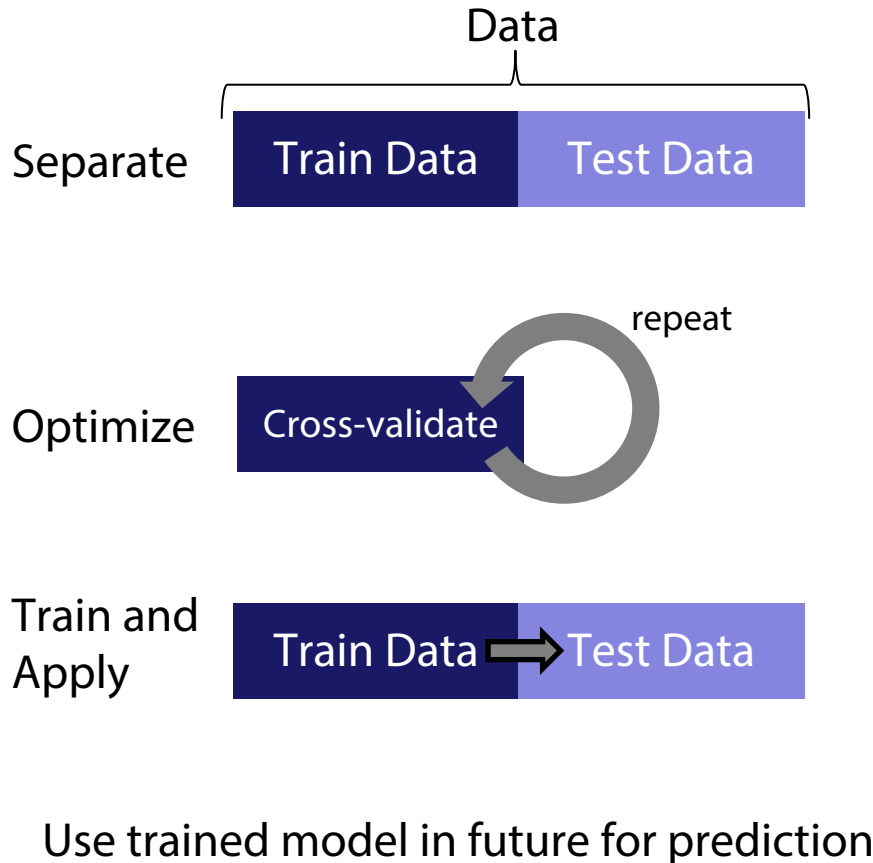 Data
Separate
Train Data
Test Data
repeat
Optimize
Cross-validate
Train and
Apply
Train Data
Test Data
Use trained model in future for prediction